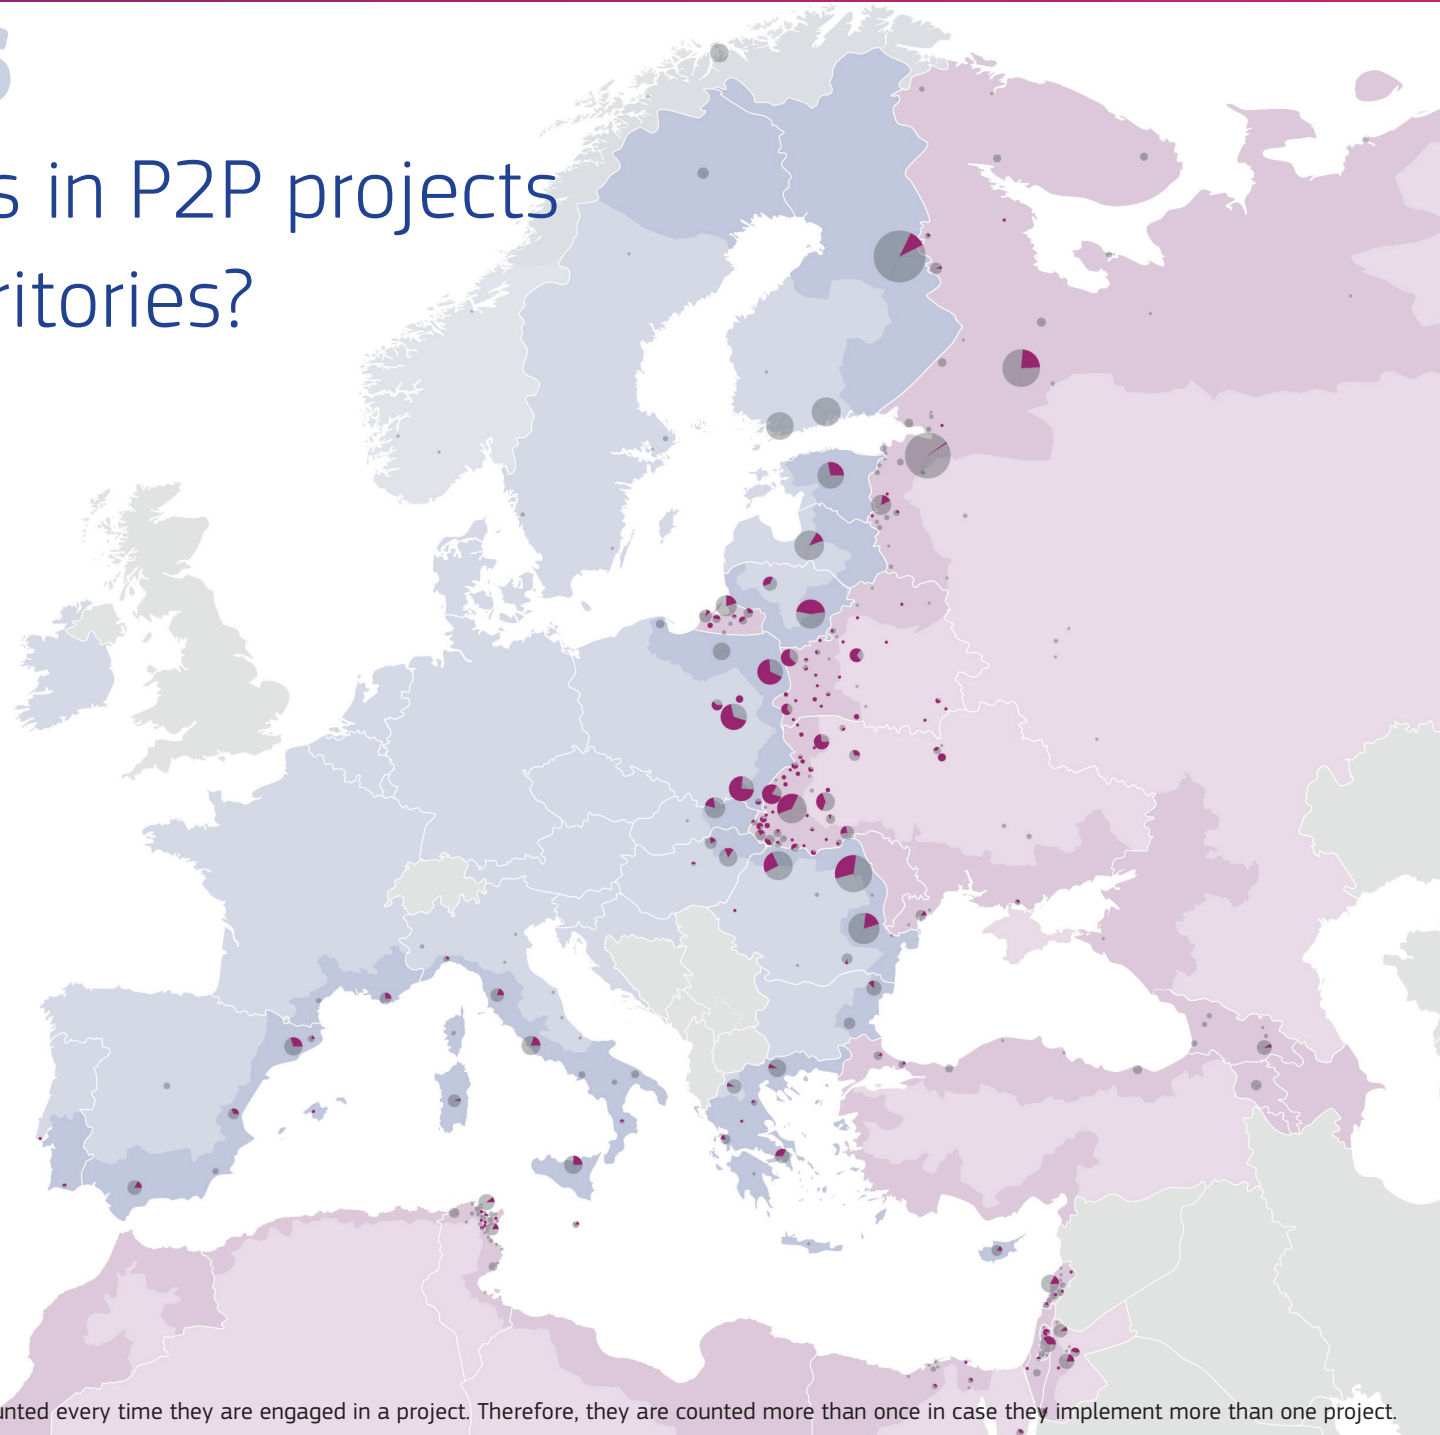 s
s in P2P projects
ritories?
unted every time they are engaged in a project. Therefore, they are counted more than once in case they implement more than one project.